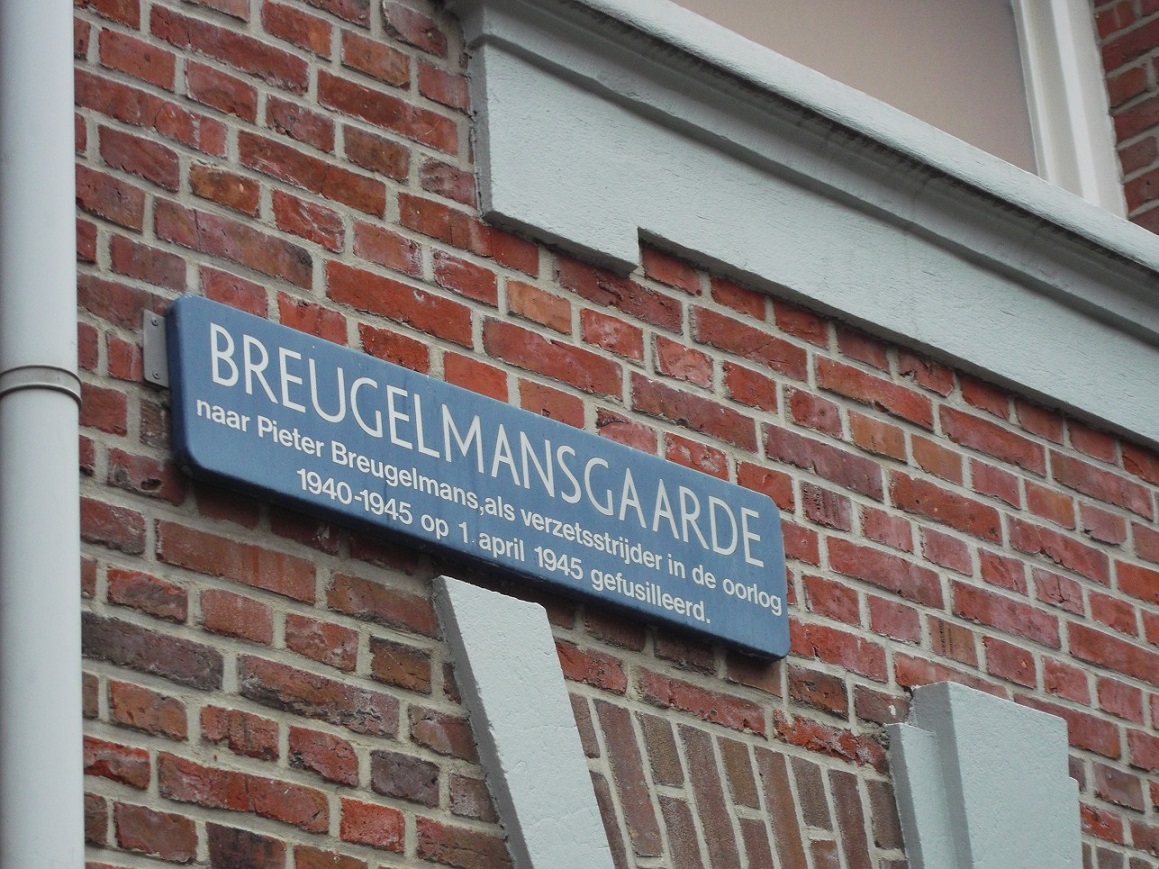 BREUGELMANSGAARDE
naar Pieter Breugelmans,als verzetsstrijder in de oorlog
1940-1945 op 1 april 1945 gefusilleerd.